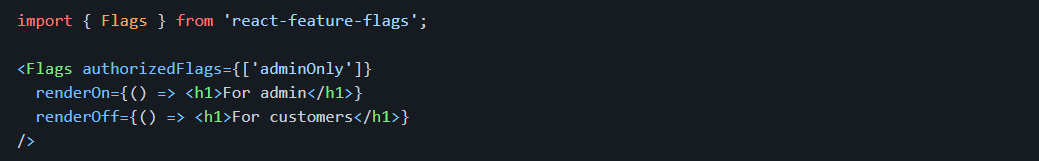 import { Flags } from 'react-feature-flags';
<Flags authorizedFlags={['adminOnly']}
renderOn={() => <h1>For admin</h1>}
renderOff={() => <h1>For customers</h1>}
/>